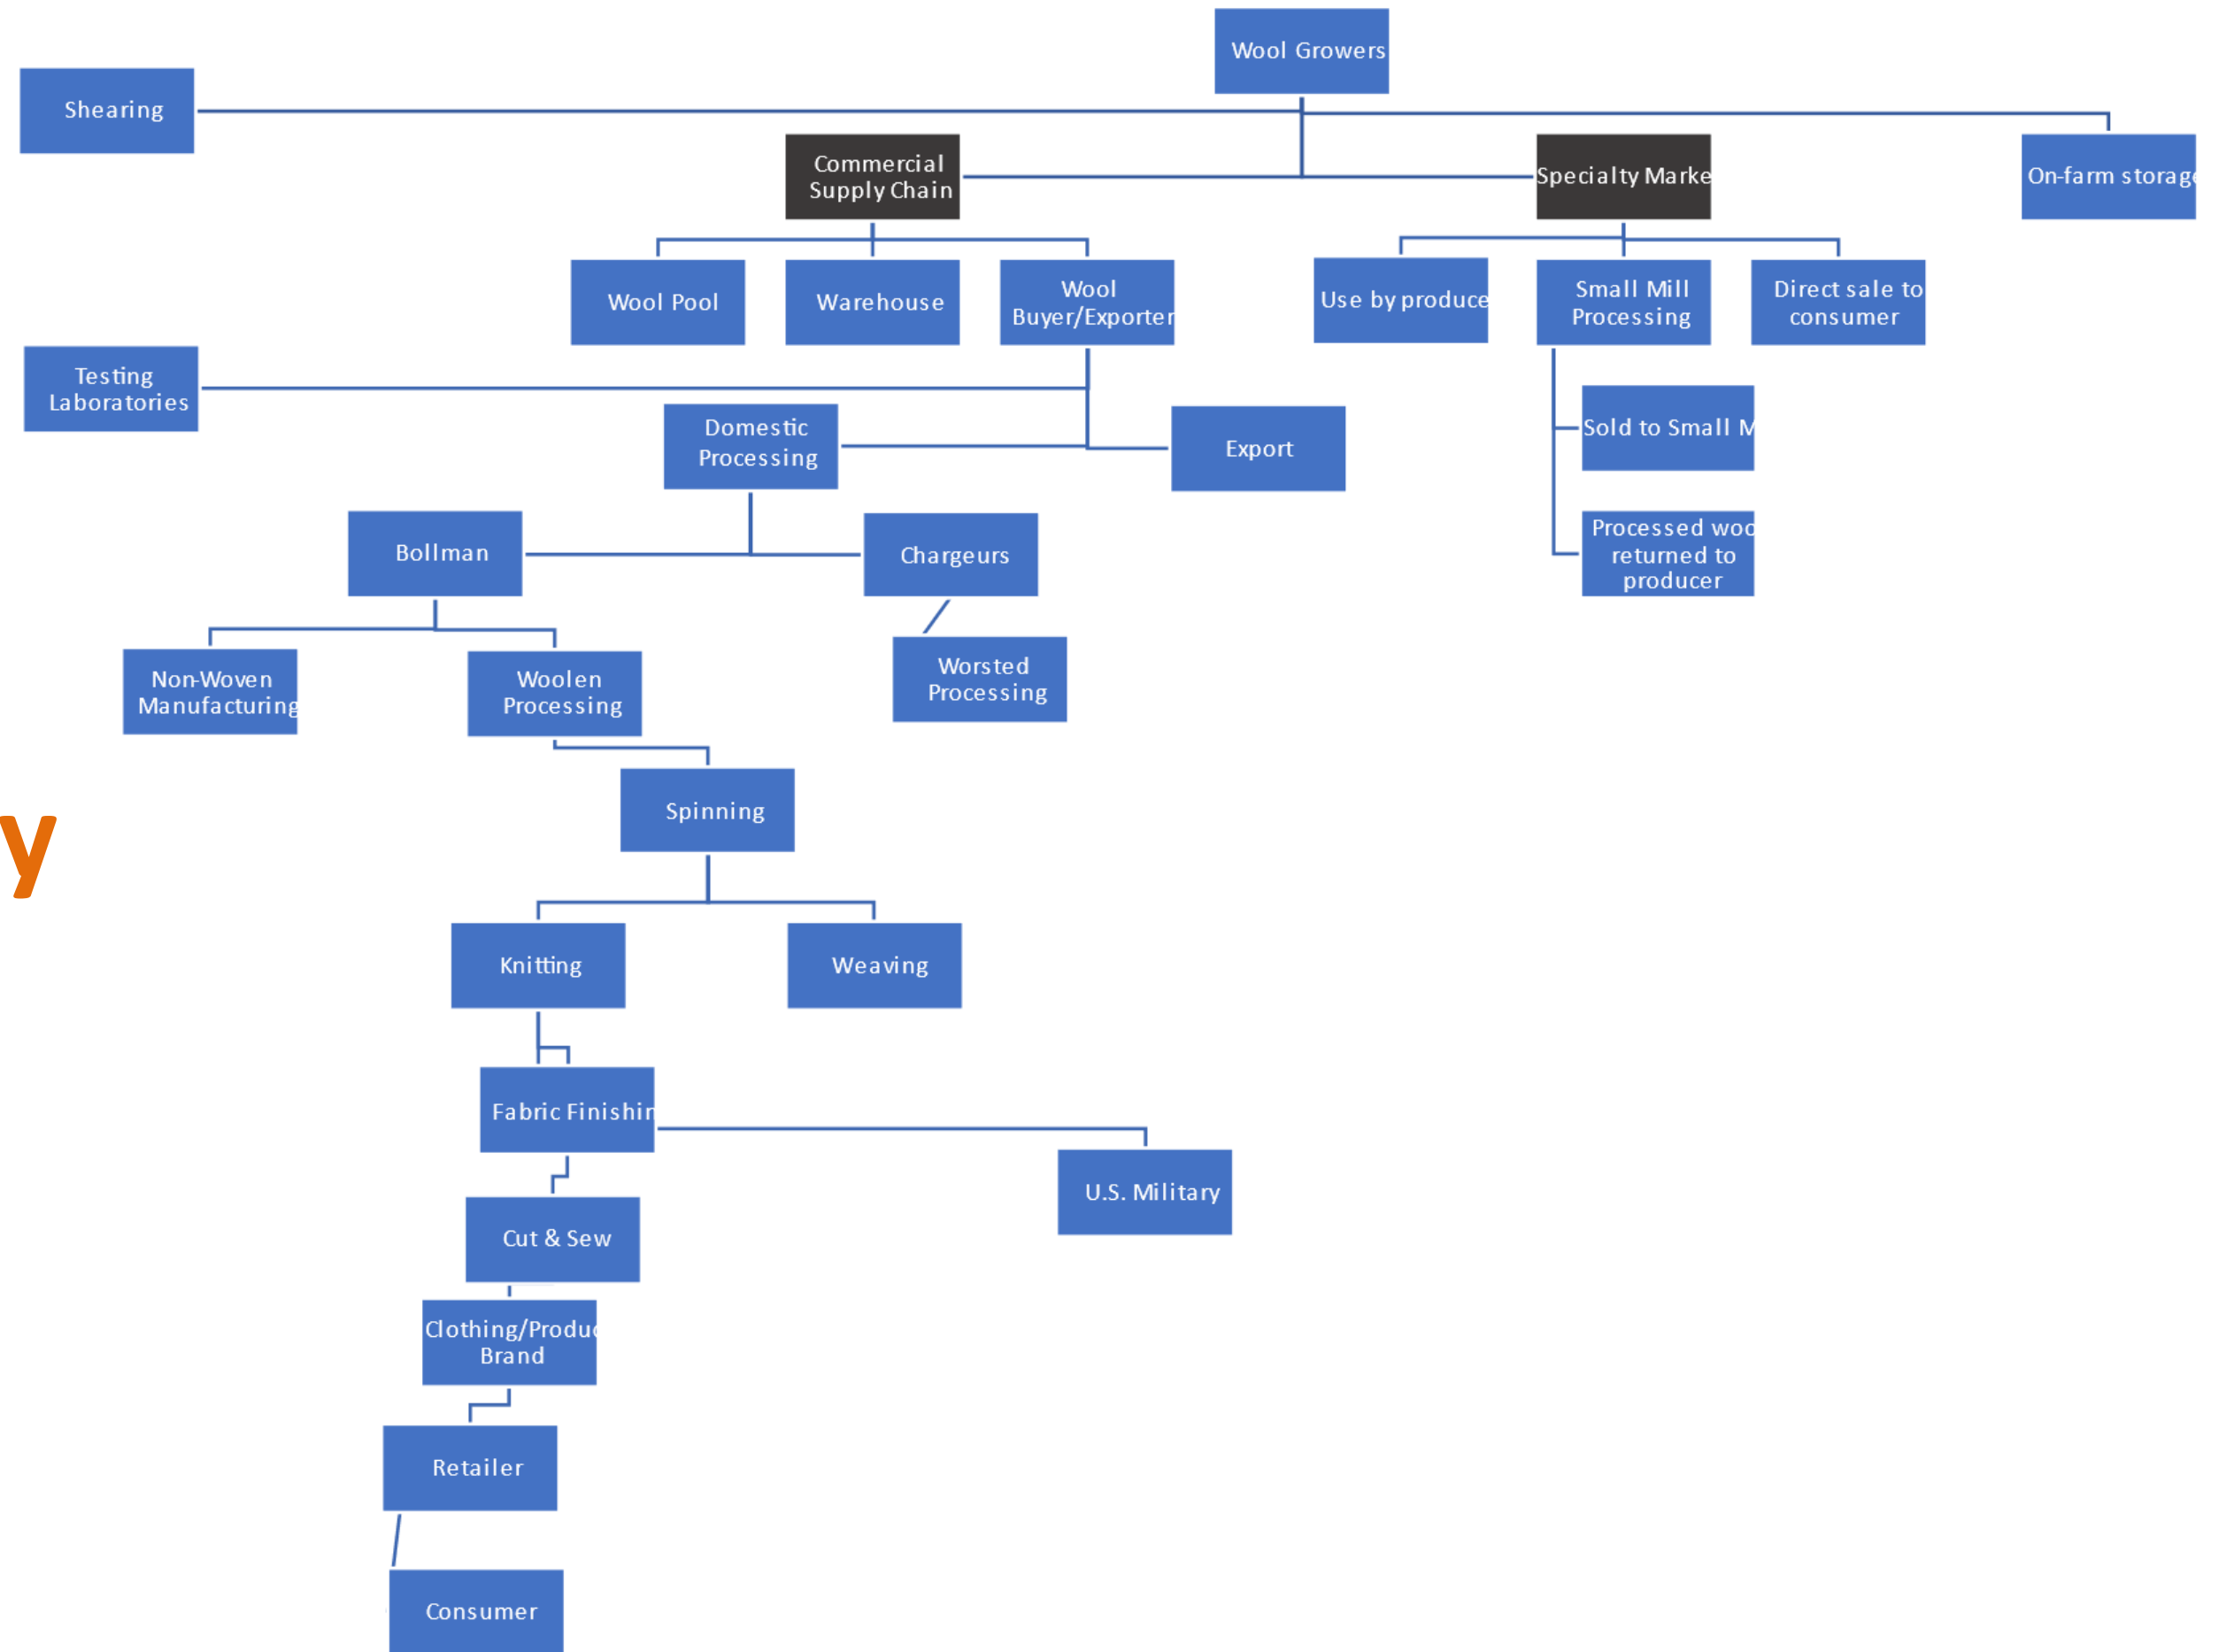 Wool Growers
Shearing
Commercial
Supply Chain
Specialty Marke
On-farm storage
Wool Pool
Warehouse
Wool
Buyer/Exporter
Use by produce
Small Mill
Processing
Direct sale to
consumer
Testing
Laboratories
Domestic
Processing
Export
Sold to Small M
Bollman
Chargeurs
Processed woo
returned to
producer
Non-Woven
Manufacturing
Woolen
Processing
Worsted
Processing
Spinning
y
Knitting
Weaving
Fabric Finishin
U.S. Military
Cut & Sew
Clothing/Produc
Brand
Retailer
Consumer